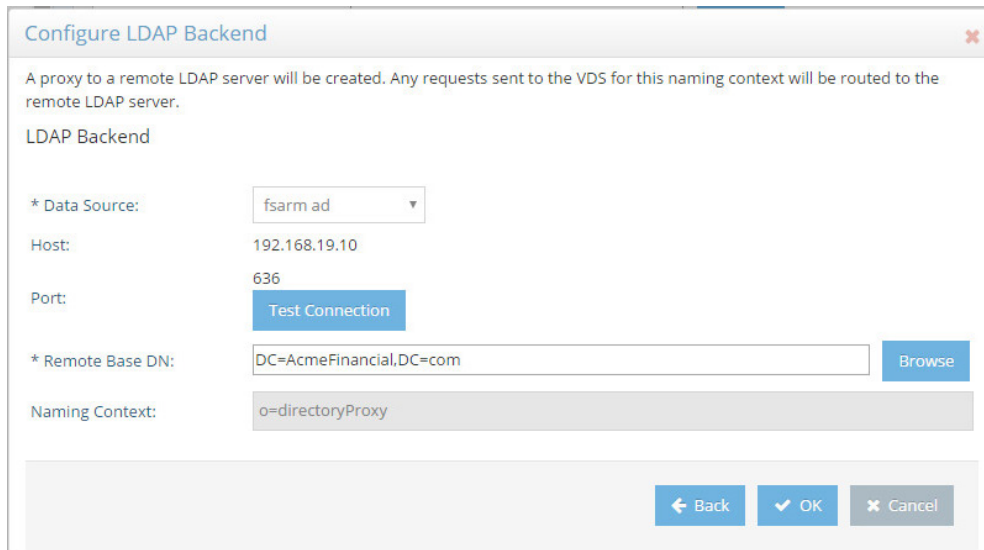 Configure LDAP Backend
A proxy to a remote LDAP server will be created. Any requests sent to the VDS for this naming context will be routed to the
remote LDAP server.
LDAP Backend
* Data Source: fsarm ad
Host: 192.168.19.10
Port: 636
Test Connection
* Remote Base DN: DC=AcmeFinancial,DC=com Browse
Naming Context: o=directoryProxy
Back OK Cancel